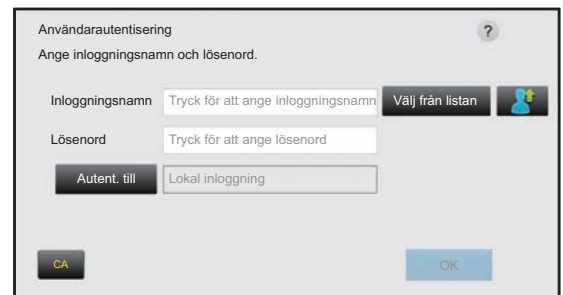 Användarautentisering ?
Ange inloggningsnamn och lösenord.
Inloggningsnamn Tryck för att ange inloggningsnamn Välj från listan
Lösenord Tryck för att ange lösenord
Autent. till Lokal inloggning
CA OK